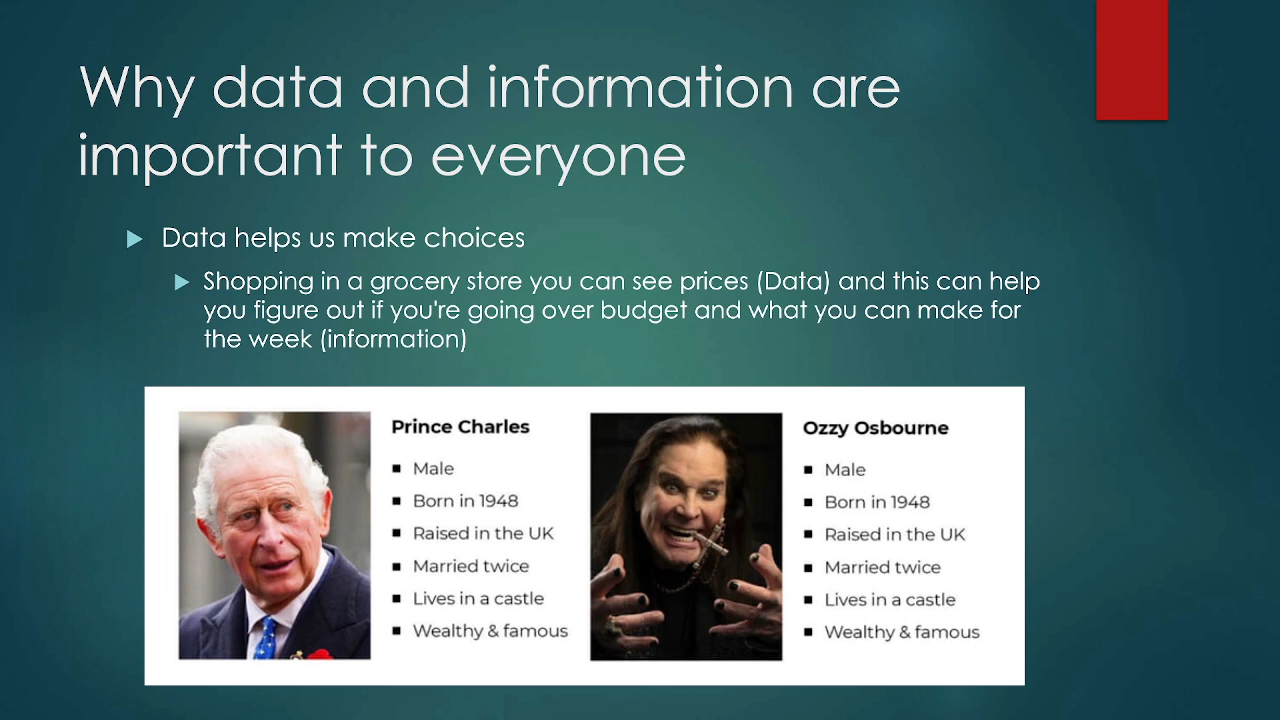 Why data and information are
important to everyone
Data helps us make choices
Shopping in a grocery store you can see prices (Data) and this can help
you figure out if you're going over budget and what you can make for
the week (information)
Prince Charles
Male
Born in 1948
Raised in the UK
Married twice
Lives in a castle
Wealthy & famous
Ozzy Osbourne
Male
Born in 1948
Raised in the UK
Married twice
Lives in a castle
Wealthy & famous